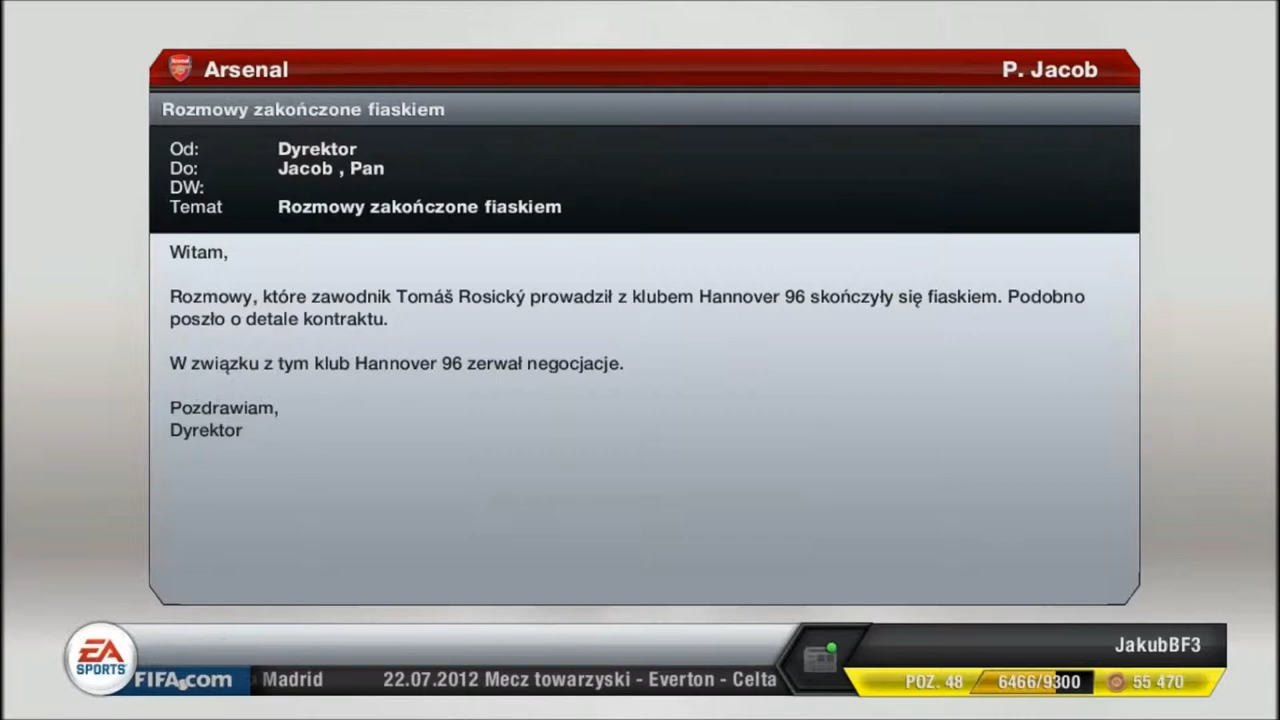 Arsenal
P. Jacob
Rozmowy zakończone fiaskiem
Od: Dyrektor
Do: Jacob , Pan
DW:
Temat Rozmowy zakończone fiaskiem
Witam,
Rozmowy, które zawodnik Tomáš Rosický prowadził z klubem Hannover 96 skończyły się fiaskiem. Podobno
poszło o detale kontraktu.
W związku z tym klub Hannover 96 zerwał negocjacje.
Pozdrawiam,
Dyrektor
JakubBF3
EA
SPORTS
FIFA.com
Madrid 22.07.2012 Mecz towarzyski - Everton - Celta
POZ. 48 6466/9300 55 470